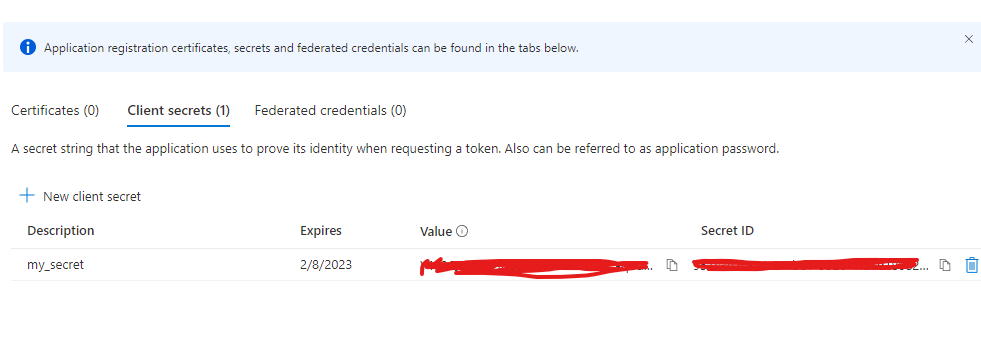 Application registration certificates, secrets and federated credentials can be found in the tabs below.
Certificates (0) Client secrets (1) Federated credentials (0)
A secret string that the application uses to prove its identity when requesting a token. Also can be referred to as application password.
New client secret
Description Expires Value Secret ID
my_secret 2/8/2023